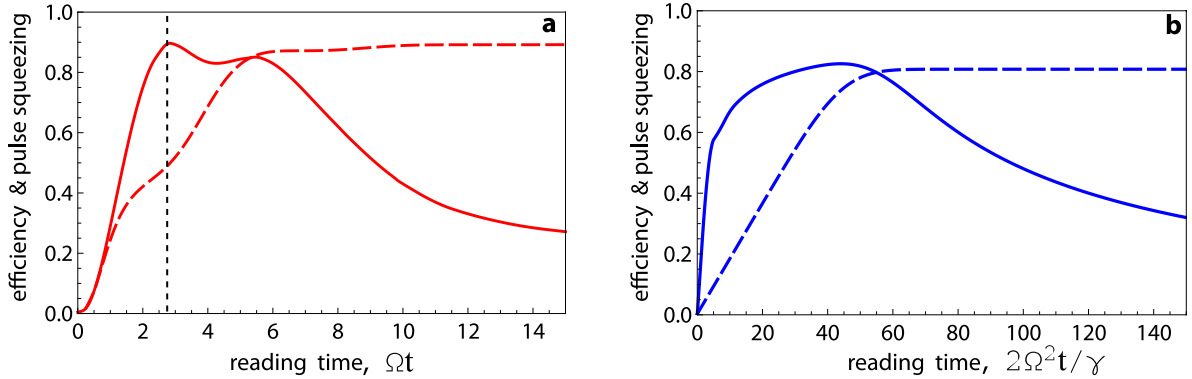 a
efficiency & pulse squeezing
1.0
0.8
0.6
0.4
0.2
0.0
0 2 4 6 8 10 12 14
reading time, Ωt
b
efficiency & pulse squeezing
1.0
0.8
0.6
0.4
0.2
0.0
0 20 40 60 80 100 120 140
reading time, 2Ω²t/γ